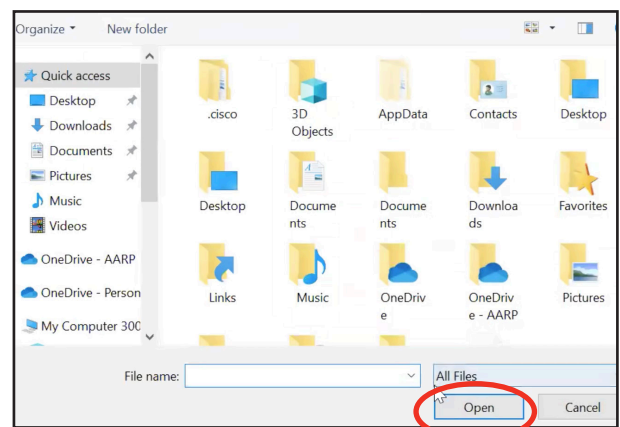 Organize New folder
Quick access
Desktop
Downloads
Documents
Pictures
Music
Videos
OneDrive - AARP
OneDrive - Person
My Computer 300
.cisco
3D
Objects
AppData
Contacts
Desktop
Desktop
Docume
nts
Docume
nts
Downloa
ds
Favorites
Links
Music
OneDriv
e
OneDriv
e - AARP
Pictures
File name:
All Files
Open
Cancel